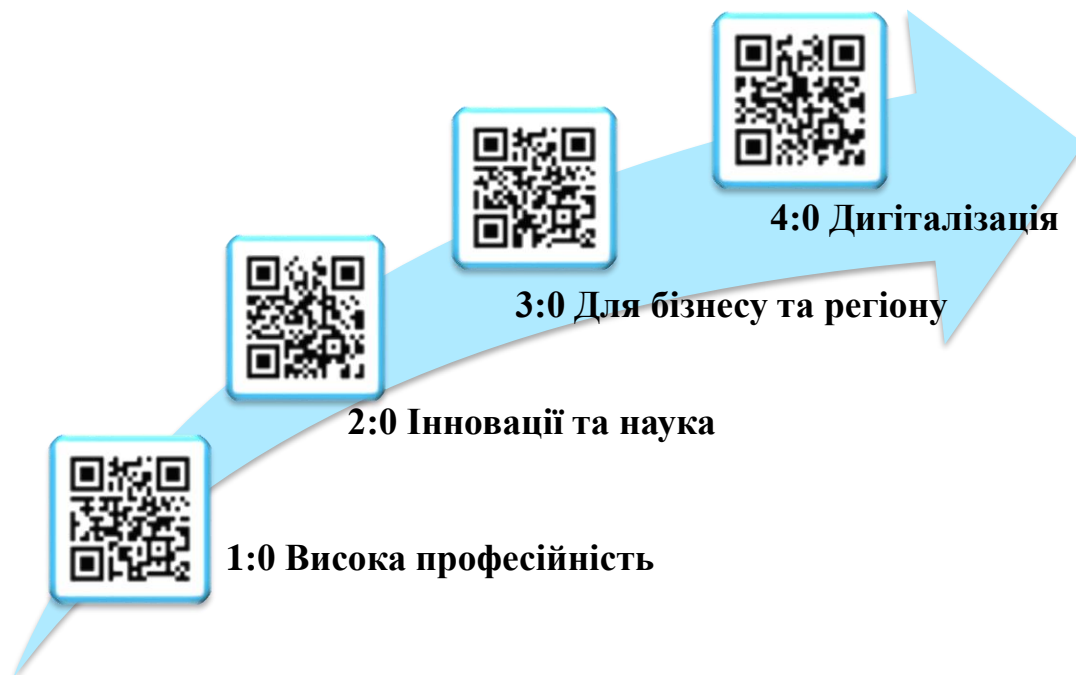 4:0 Дигіталізація
3:0 Для бізнесу та регіону
2:0 Інновації та наука
1:0 Висока професійність